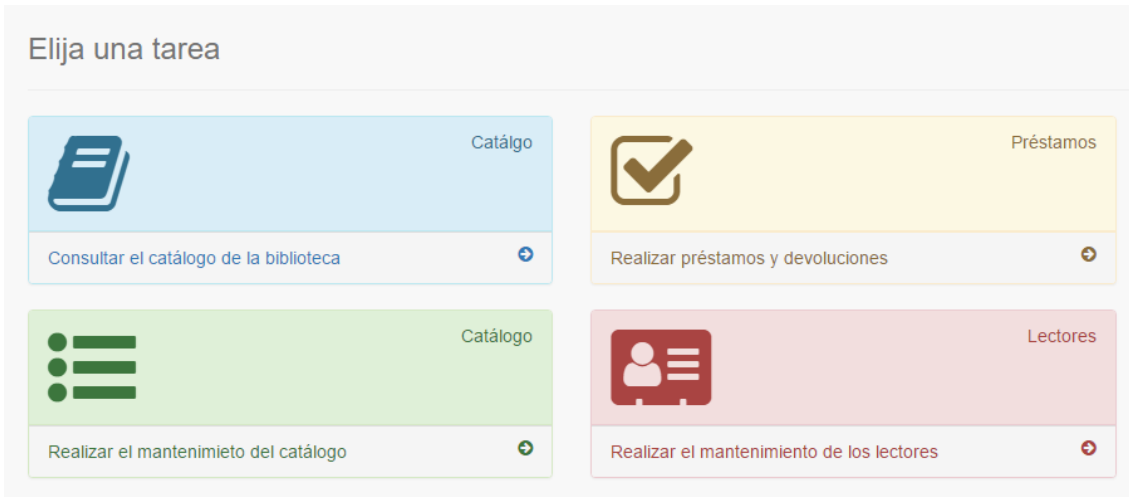 Elija una tarea
Catálgo
Consultar el catálogo de la biblioteca
Préstamos
Realizar préstamos y devoluciones
Catálogo
Realizar el mantenimieto del catálogo
Lectores
Realizar el mantenimiento de los lectores